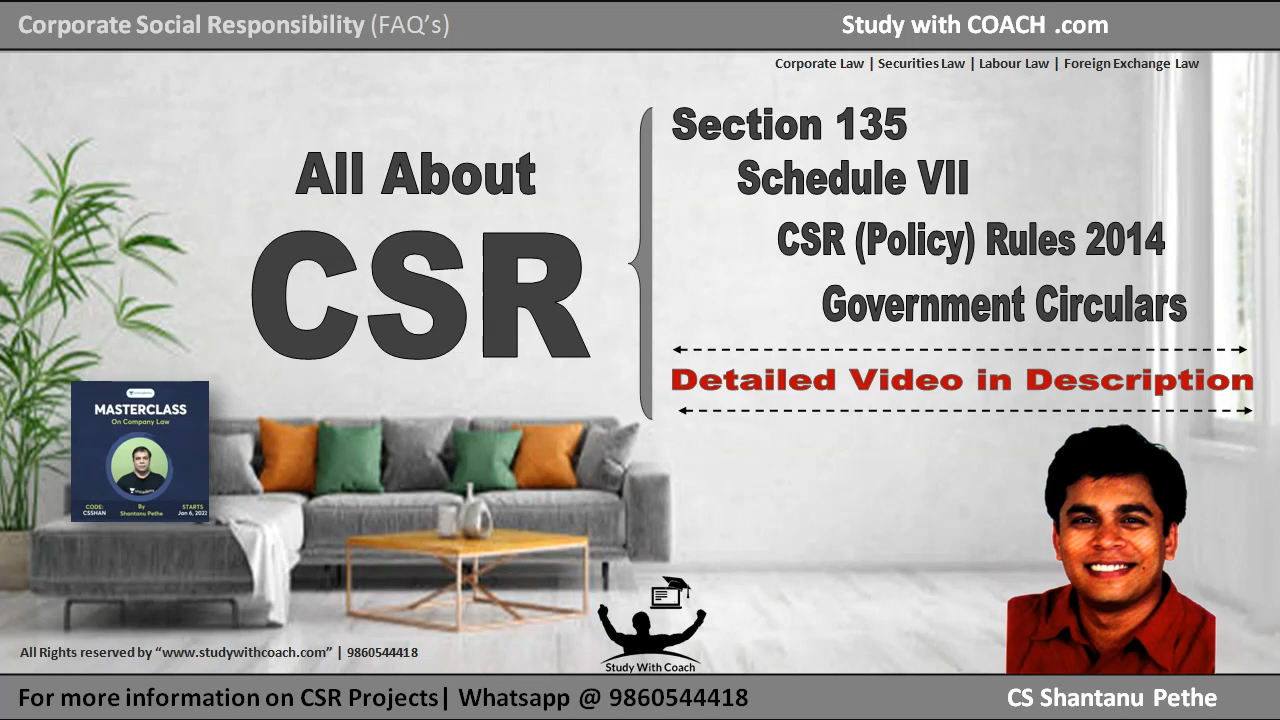 Corporate Social Responsibility (FAQ's)
Study with COACH .com
Corporate Law | Securities Law | Labour Law | Foreign Exchange Law
All About
CSR
Section 135
Schedule VII
CSR (Policy) Rules 2014
Government Circulars
Detailed Video in Description
MASTERCLASS
On Company Law
CODE:
CSSHAN
By
Shantanu Pethe
STARTS
Jan 6, 2022
Study With Coach
All Rights reserved by “www.studywithcoach.com” | 9860544418
For more information on CSR Projects| Whatsapp @ 9860544418
CS Shantanu Pethe